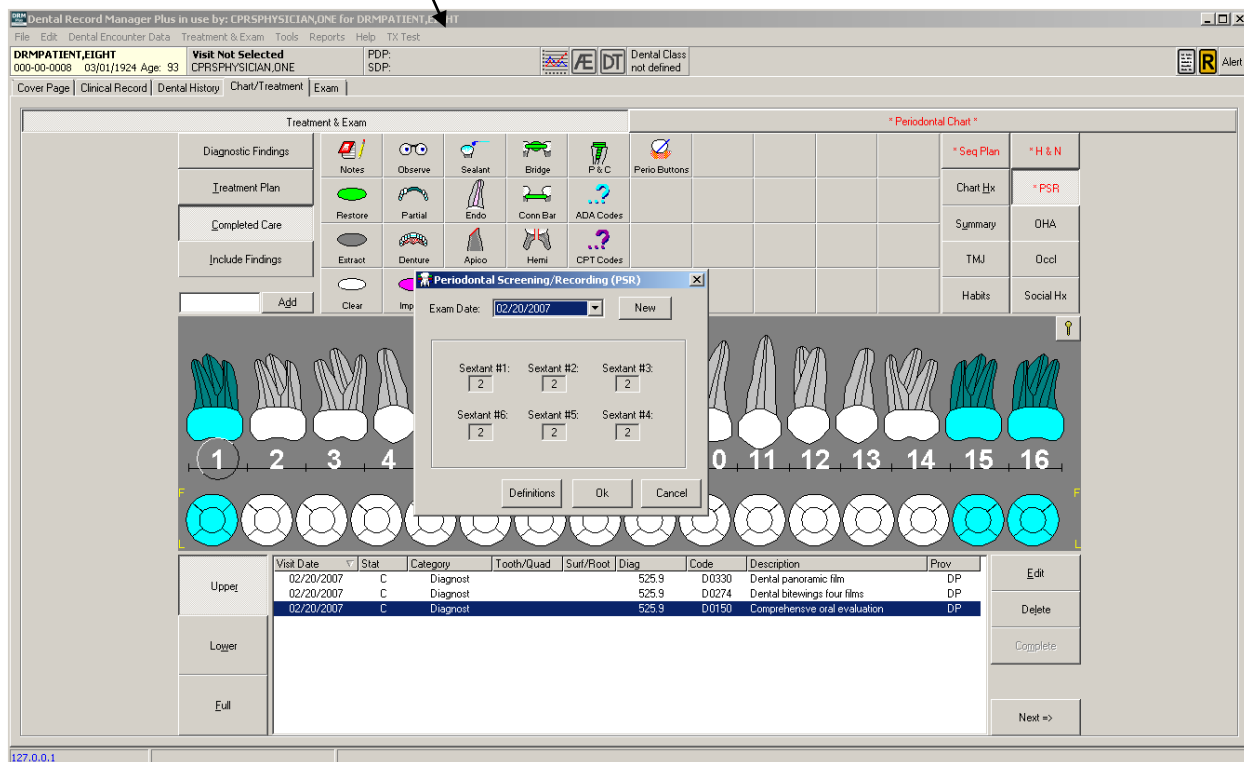 Dental Record Manager Plus in use by: CPRSPHYSICIAN,ONE for DRMPATIENT,EIGHT
File Edit Dental Encounter Data Treatment & Exam Tools Reports Help TX Test
DRMPATIENT,EIGHT Visit Not Selected PDP: Dental Class
000-00-0008 03/01/1924 Age: 93 CPRSPHYSICIAN,ONE SDP: not defined
Æ DT R Alert
Cover Page Clinical Record Dental History Chart/Treatment Exam
Treatment & Exam * Periodontal Chart *
Diagnostic Findings Notes Observe Sealant Bridge P & C Perio Buttons * Seq Plan * H & N
Treatment Plan Restore Partial Endo Conn Bar ADA Codes Chart Hx * PSR
Completed Care Extract Denture Apico Hemi CPT Codes Summary OHA
Include Findings TMJ Occl
Add Clear Imp Habits Social Hx
Periodontal Screening/Recording (PSR)
Exam Date: 02/20/2007 New
Sextant #1: Sextant #2: Sextant #3:
2 2 2
Sextant #6: Sextant #5: Sextant #4:
2 2 2
Definitions Ok Cancel
1 2 3 4 0 11 12 13 14 15 16
F F
L L
Visit Date Stat Category Tooth/Quad Surf/Root Diag Code Description Prov
02/20/2007 C Diagnost 525.9 D0330 Dental panoramic film DP
02/20/2007 C Diagnost 525.9 D0274 Dental bitewings four films DP
02/20/2007 C Diagnost 525.9 D0150 Comprehensve oral evaluation DP
Upper
Lower
Full
Edit
Delete
Complete
Next =>
127.0.0.1